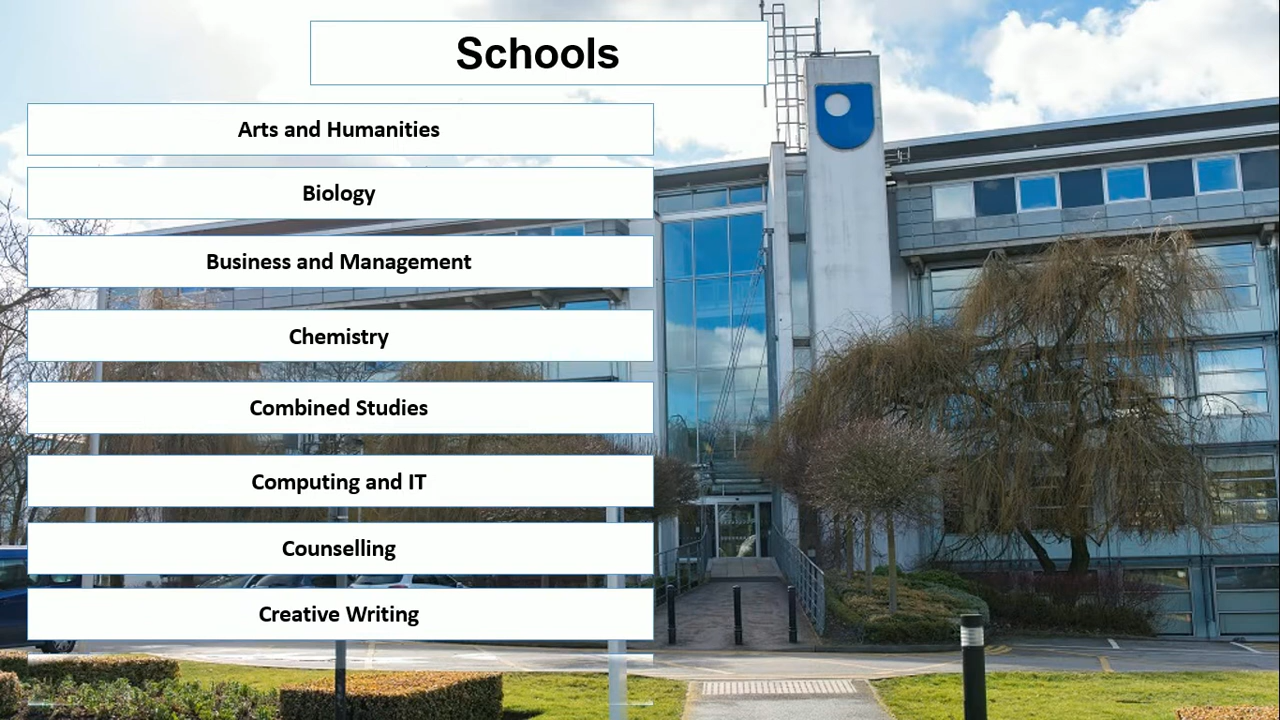 Schools
Arts and Humanities
Biology
Business and Management
Chemistry
Combined Studies
Computing and IT
Counselling
Creative Writing